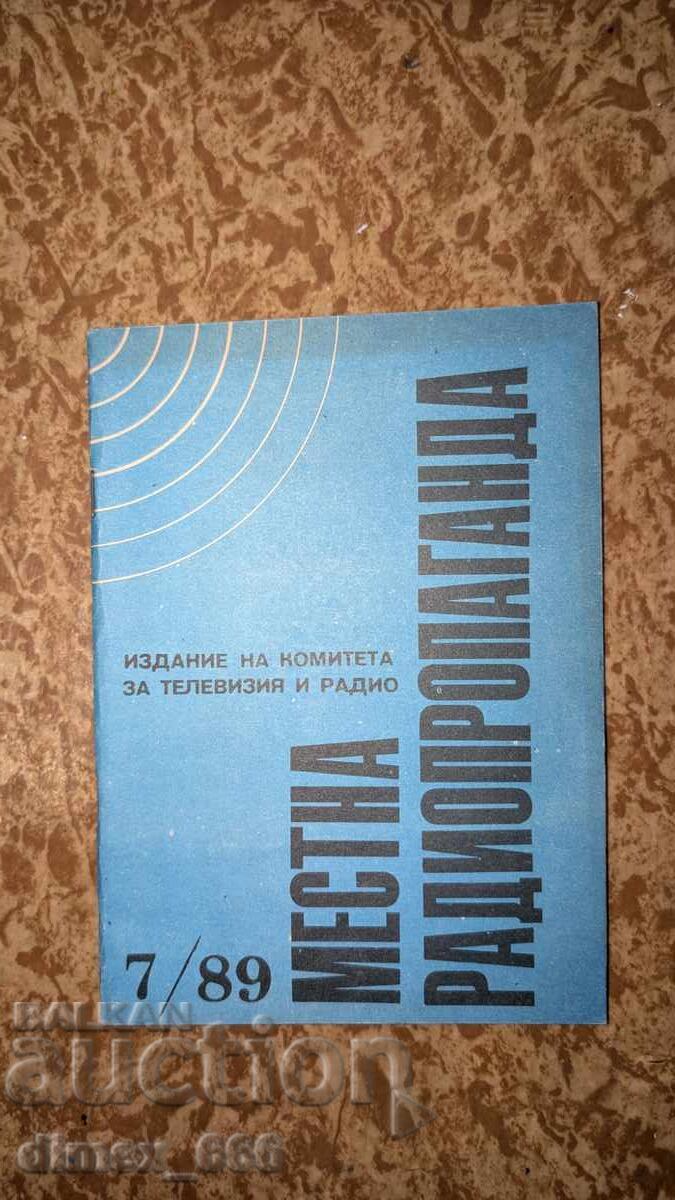 ИЗДАНИЕ НА КОМИТЕТА
ЗА ТЕЛЕВИЗИЯ И РАДИО
МЕСТНА
РАДИОПРОПАГАНДА
7/89
BALKAN
auction
dimex_666